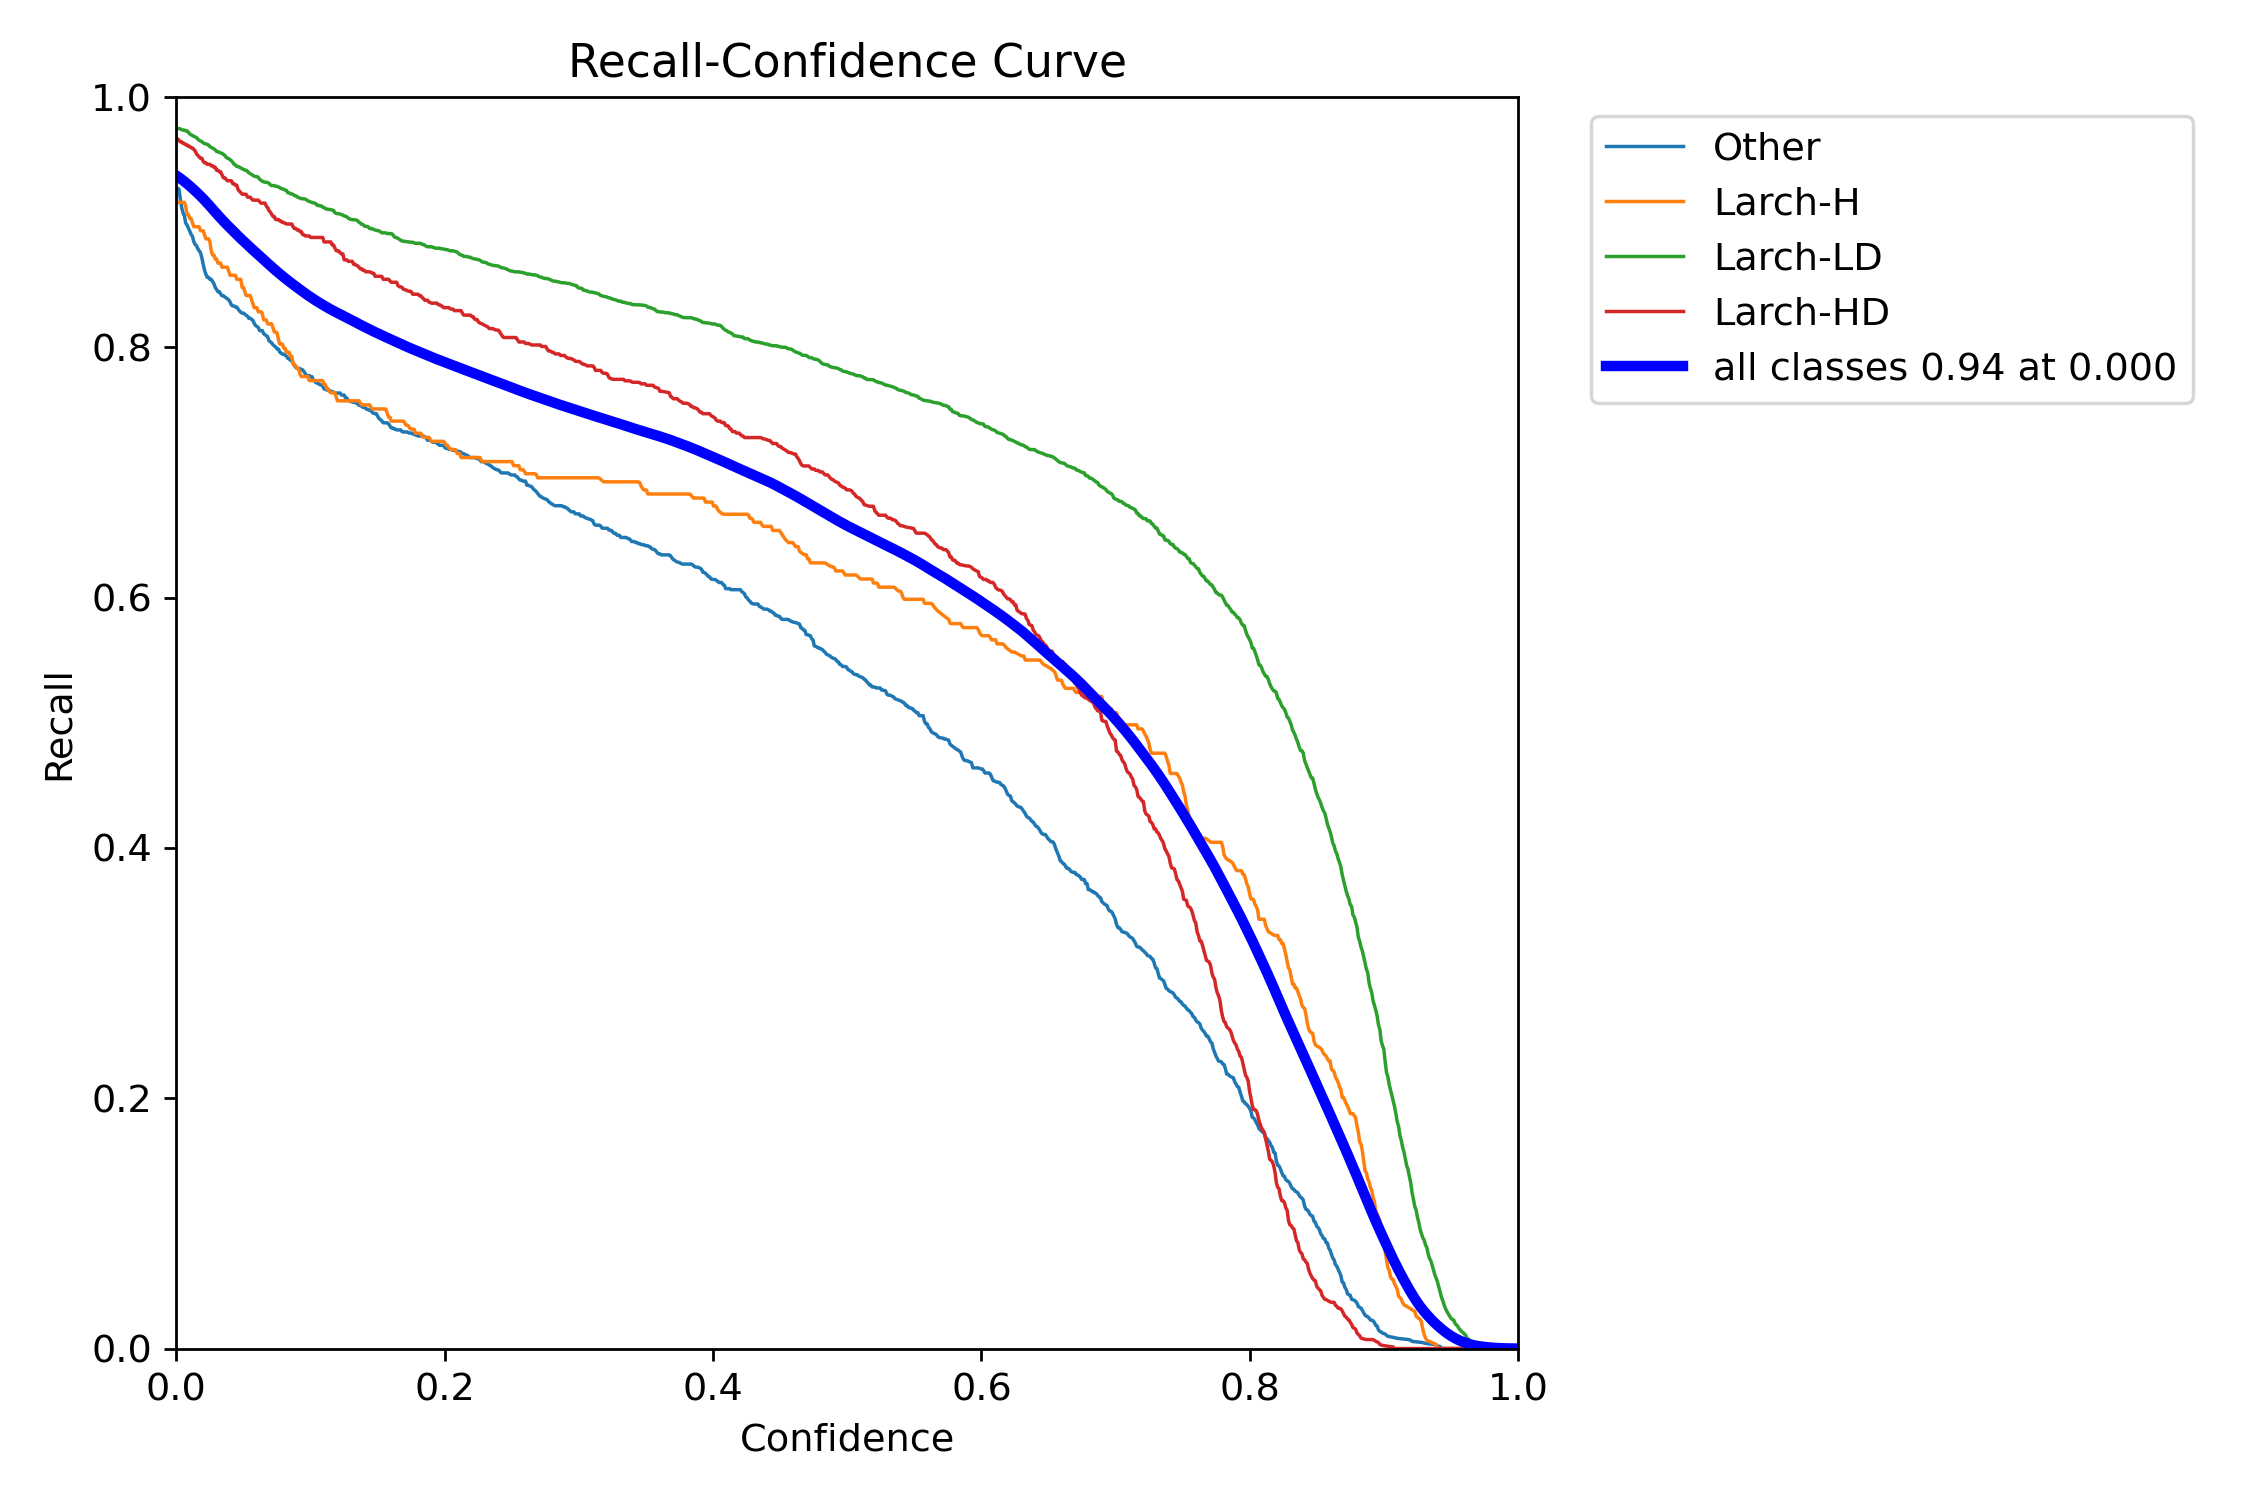 Recall-Confidence Curve
1.0
0.8
0.6
0.4
0.2
0.0
Recall
0.0 0.2 0.4 0.6 0.8 1.0
Confidence
Other
Larch-H
Larch-LD
Larch-HD
all classes 0.94 at 0.000